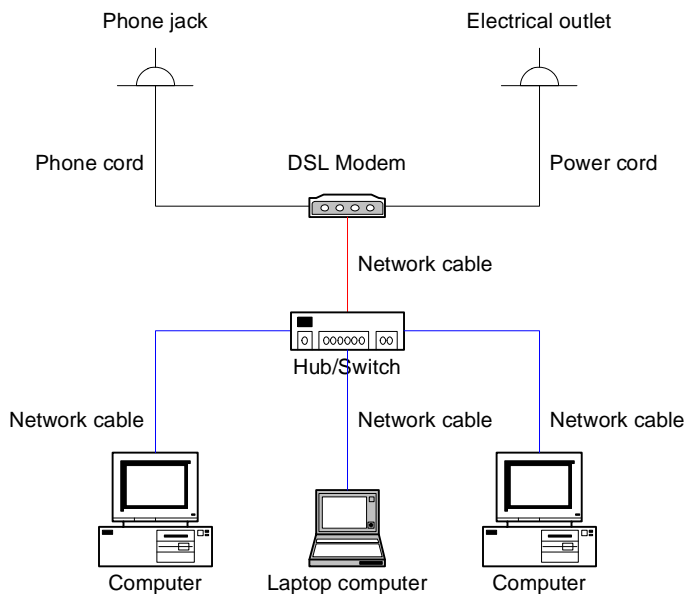 Phone jack
Electrical outlet
Phone cord
DSL Modem
Power cord
Network cable
Hub/Switch
Network cable
Network cable
Network cable
Computer
Laptop computer
Computer